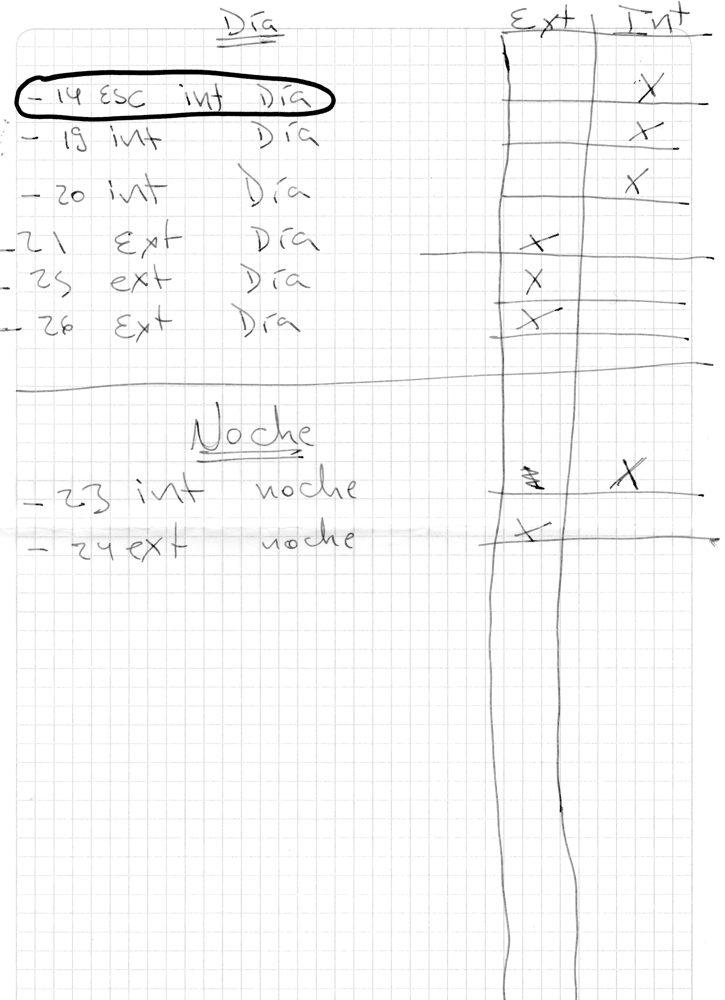 Día Ext Int
- 14 Esc int Día X
- 19 int Día X
- 20 int Día X
- 21 Ext Día X
- 25 ext Día X
- 26 Ext Día X
Noche
- 23 int noche X
- 24 ext noche X